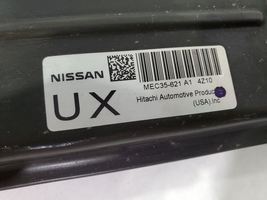 NISSAN
UX
MEC35-621 A1 4Z10
Hitachi Automotive Products
(USA).Inc